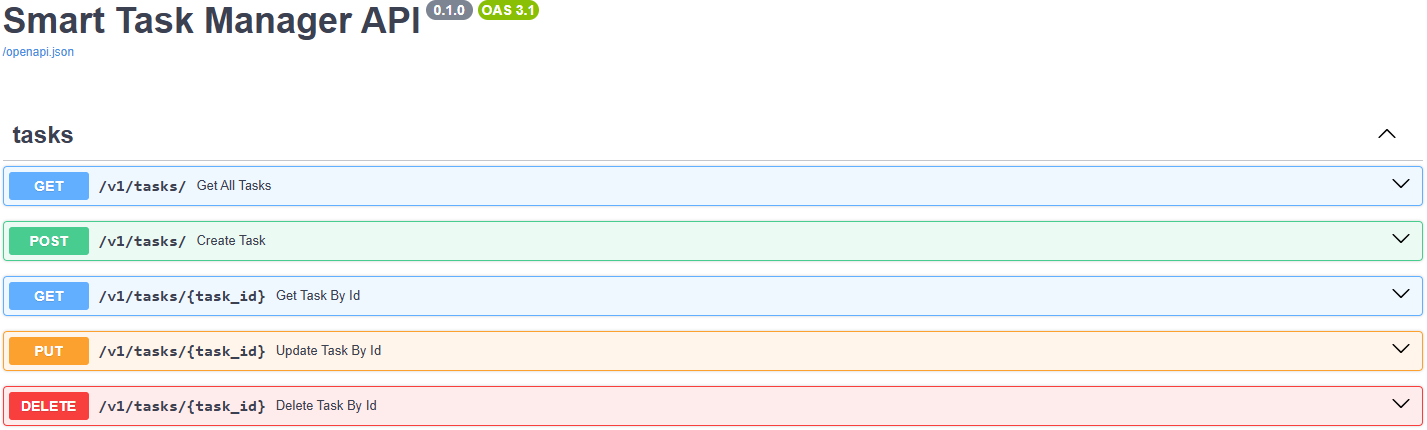 Smart Task Manager API 0.1.0 OAS 3.1
/openapi.json
tasks
GET /v1/tasks/ Get All Tasks
POST /v1/tasks/ Create Task
GET /v1/tasks/{task_id} Get Task By Id
PUT /v1/tasks/{task_id} Update Task By Id
DELETE /v1/tasks/{task_id} Delete Task By Id